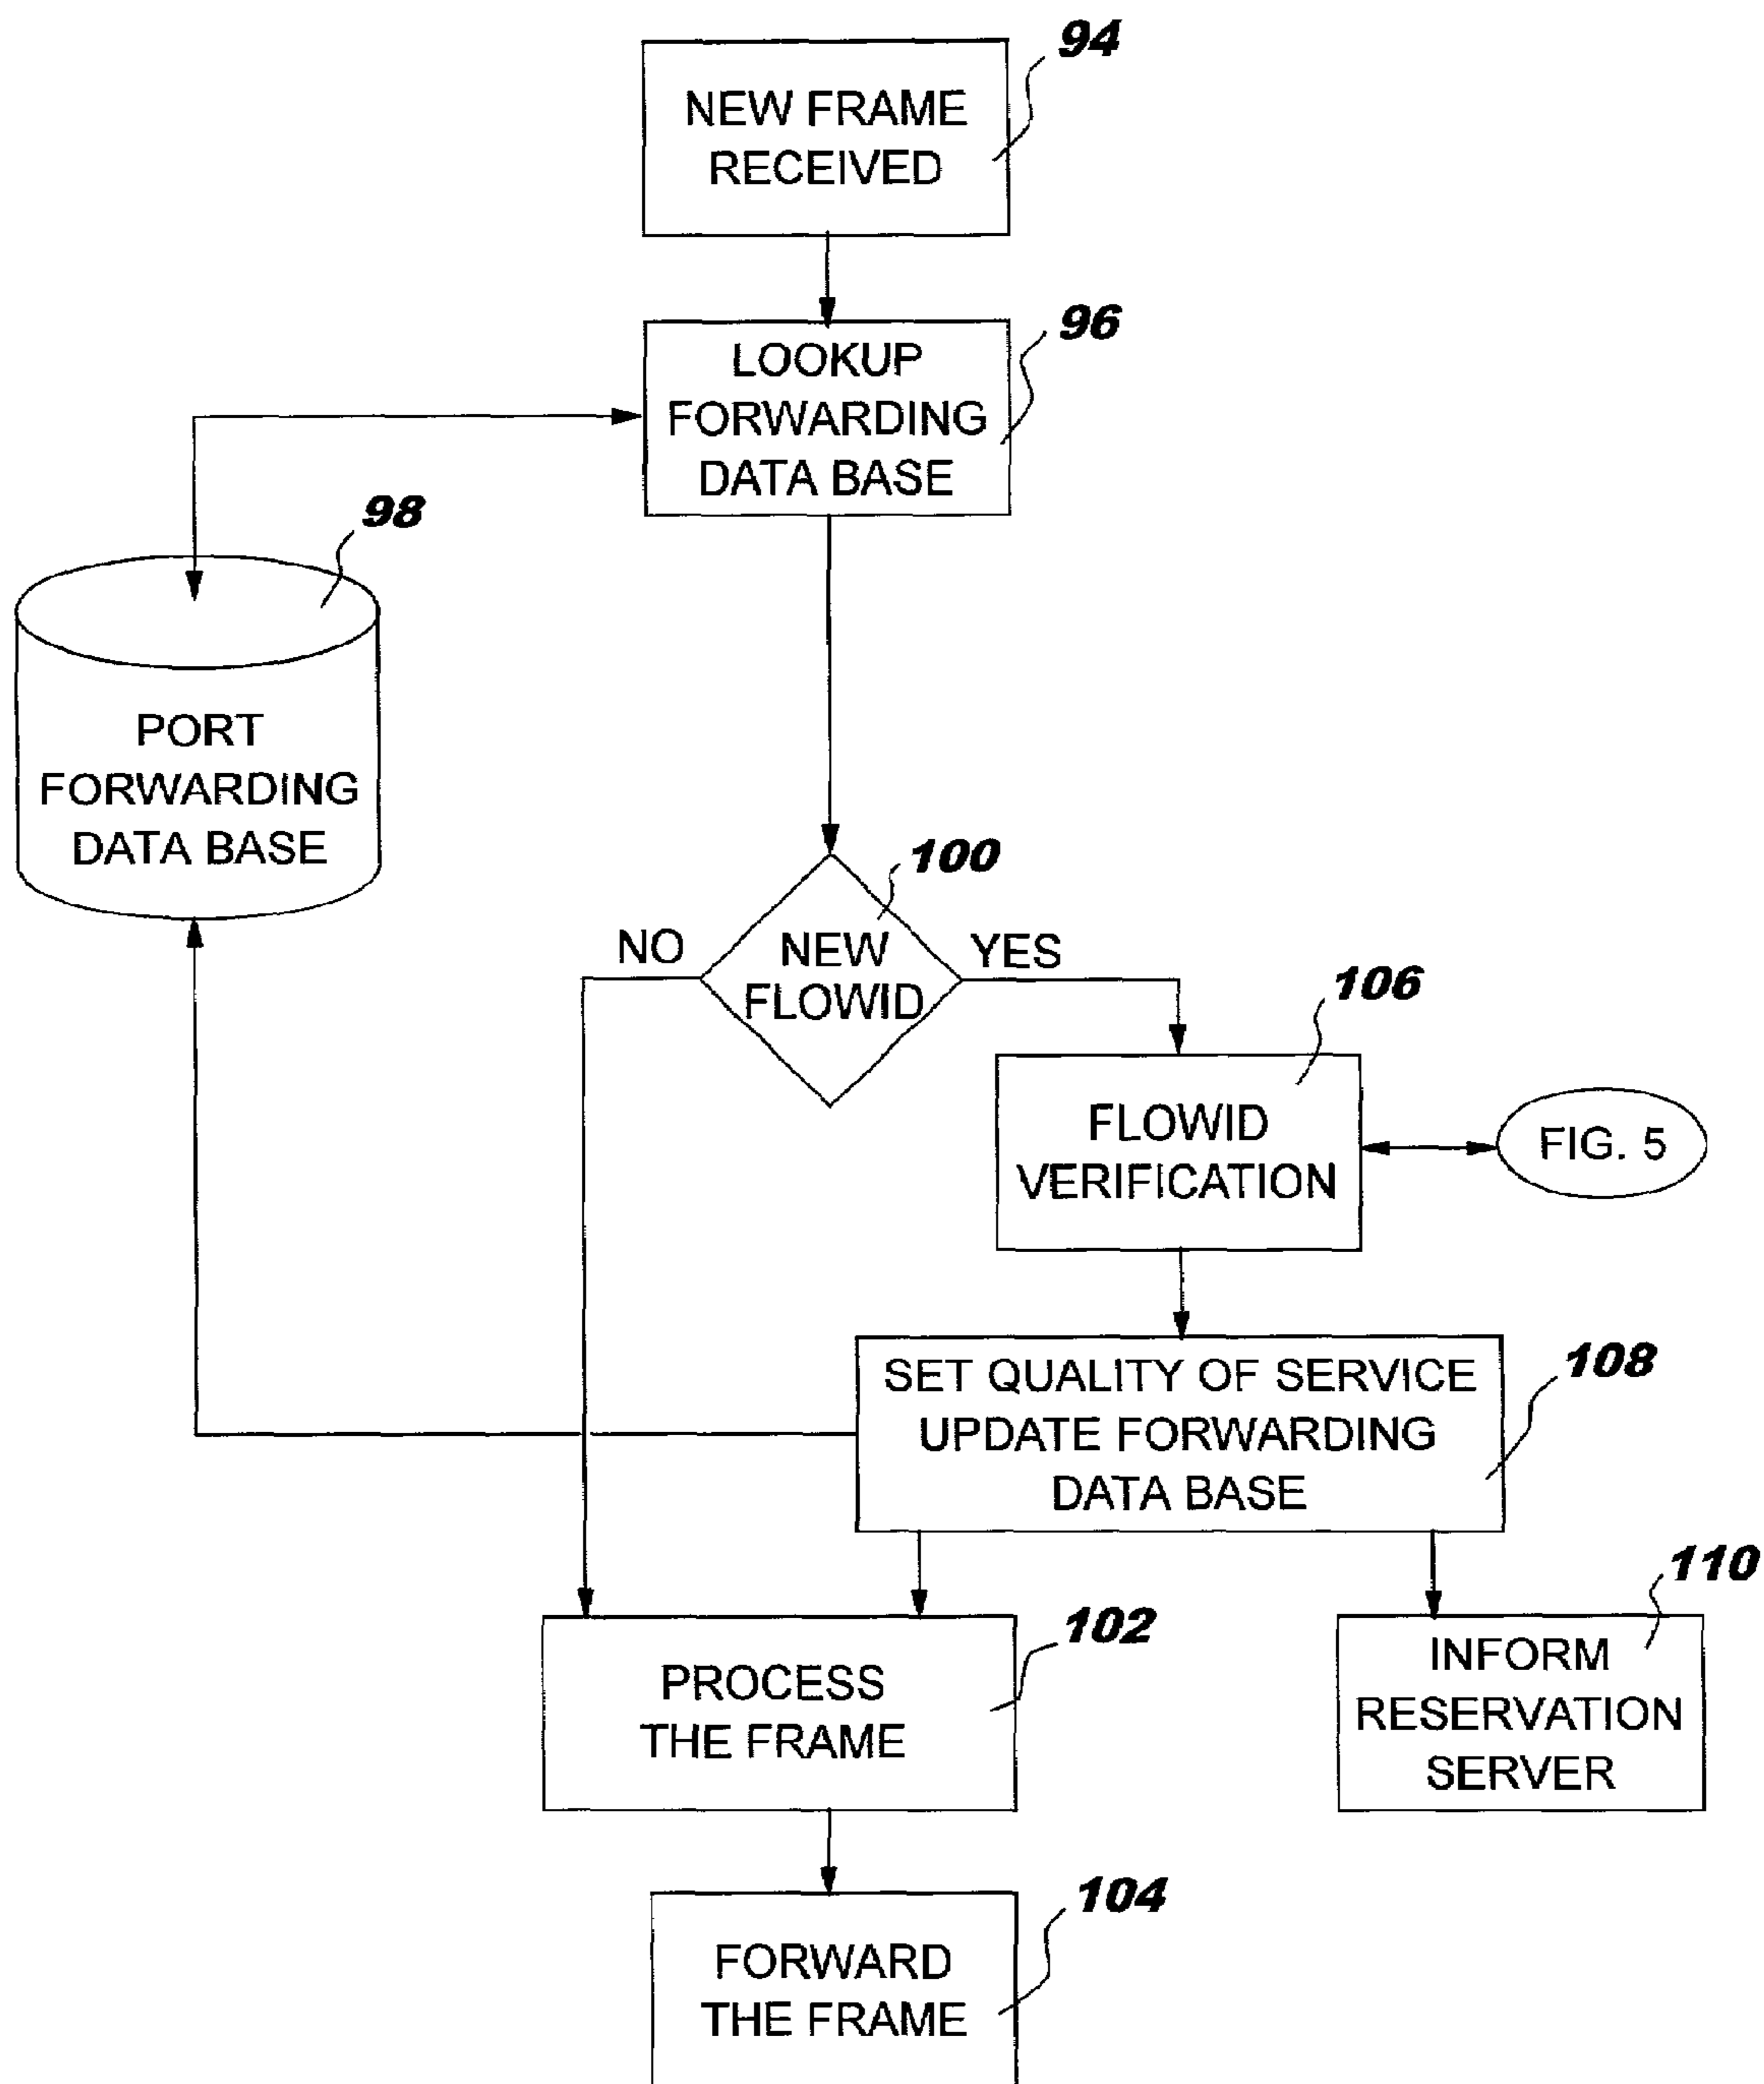 94
NEW FRAME
RECEIVED
96
LOOKUP
FORWARDING
DATA BASE
98
PORT
FORWARDING
DATA BASE
100
NO
NEW
FLOWID
YES
106
FLOWID
VERIFICATION
FIG. 5
108
SET QUALITY OF SERVICE
UPDATE FORWARDING
DATA BASE
102
PROCESS
THE FRAME
110
INFORM
RESERVATION
SERVER
104
FORWARD
THE FRAME